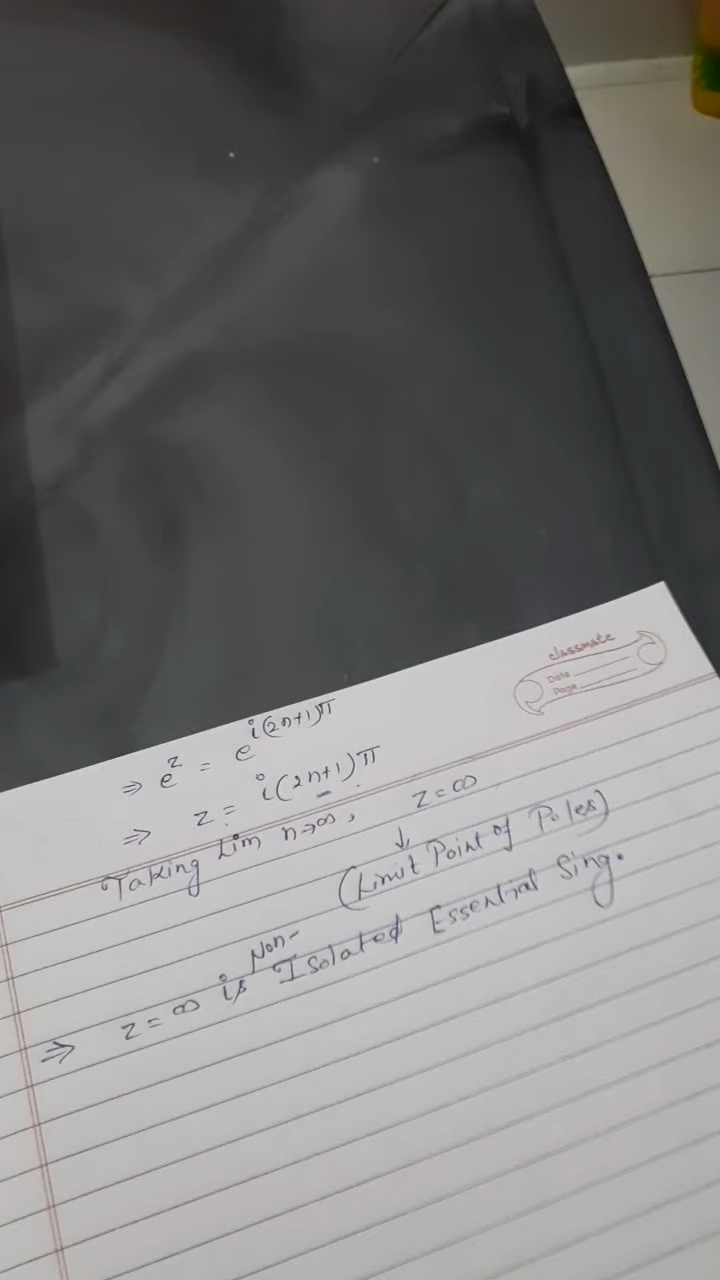 classmate
Date
Page
⇒ e^z = e^{i(2n+1)π}
⇒ z = i(2n+1)π
Taking Lim n→∞, z=∞
↓
(Limit Point of Poles)
Non-
⇒ z=∞ is Isolated Essential Sing.